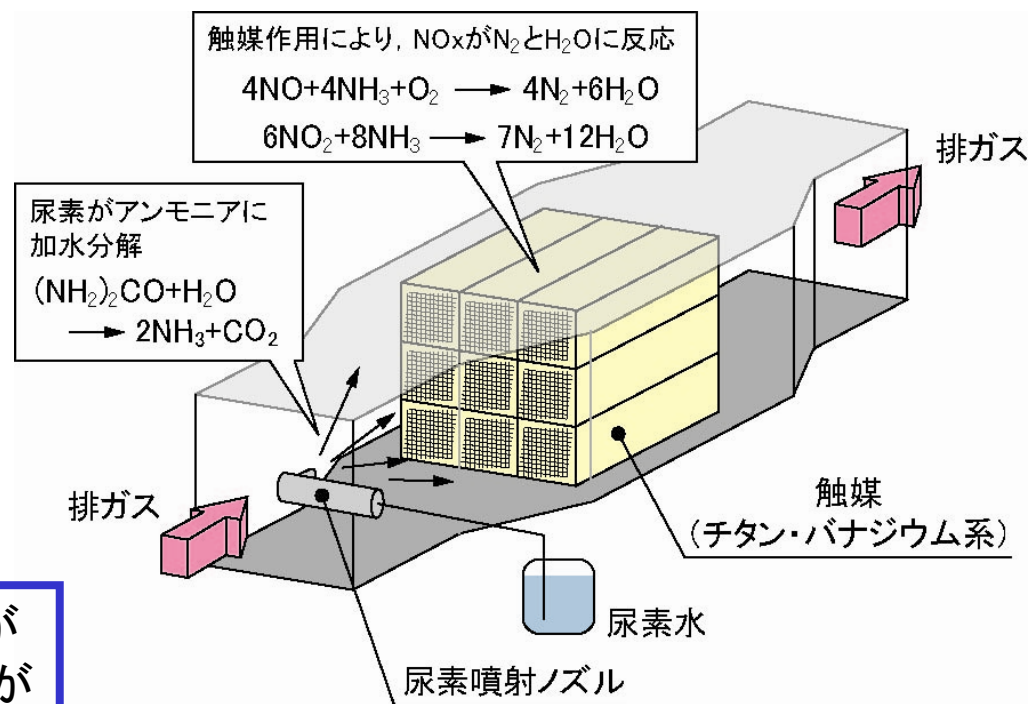 触媒作用により, NOxがN₂とH₂Oに反応
4NO+4NH₃+O₂ → 4N₂+6H₂O
6NO₂+8NH₃ → 7N₂+12H₂O
排ガス
尿素がアンモニアに
加水分解
(NH₂)₂CO+H₂O
→ 2NH₃+CO₂
排ガス
触媒
(チタン・バナジウム系)
尿素水
尿素噴射ノズル
が
が